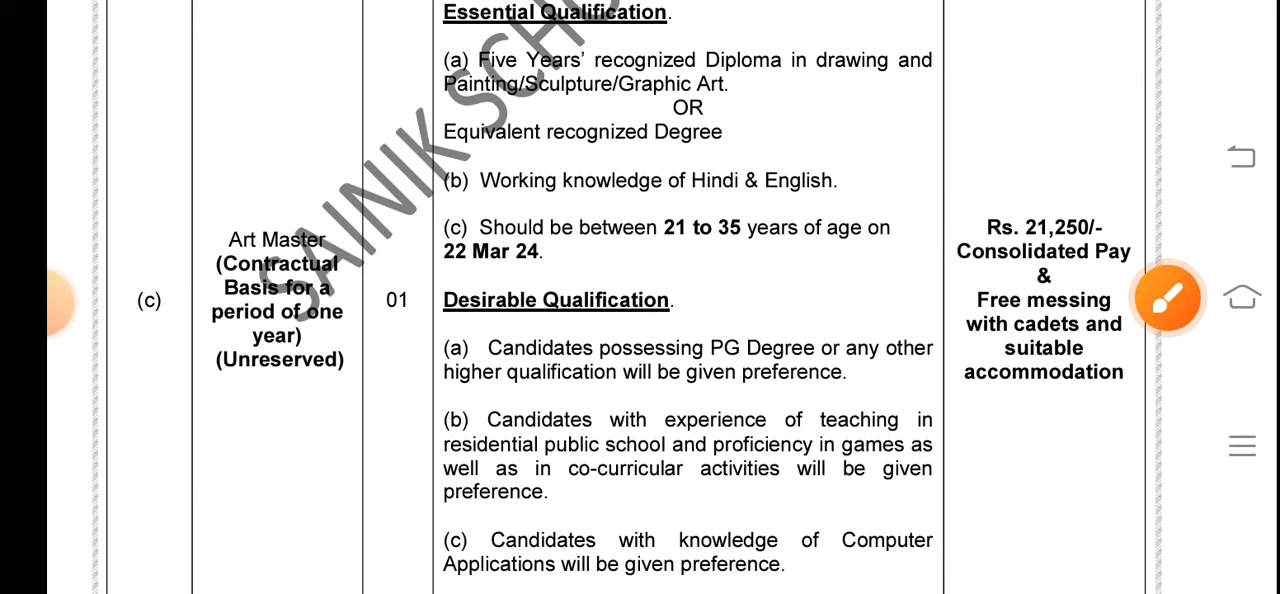 Essential Qualification.
(a) Five Years' recognized Diploma in drawing and
Painting/Sculpture/Graphic Art.
OR
Equivalent recognized Degree
(b) Working knowledge of Hindi & English.
(c) Should be between 21 to 35 years of age on
22 Mar 24.
Desirable Qualification.
(a) Candidates possessing PG Degree or any other
higher qualification will be given preference.
(b) Candidates with experience of teaching in
residential public school and proficiency in games as
well as in co-curricular activities will be given
preference.
(c) Candidates with knowledge of Computer
Applications will be given preference.
(c)
Art Master
(Contractual
Basis for a
period of one
year)
(Unreserved)
01
Rs. 21,250/-
Consolidated Pay
&
Free messing
with cadets and
suitable
accommodation
SAINIK